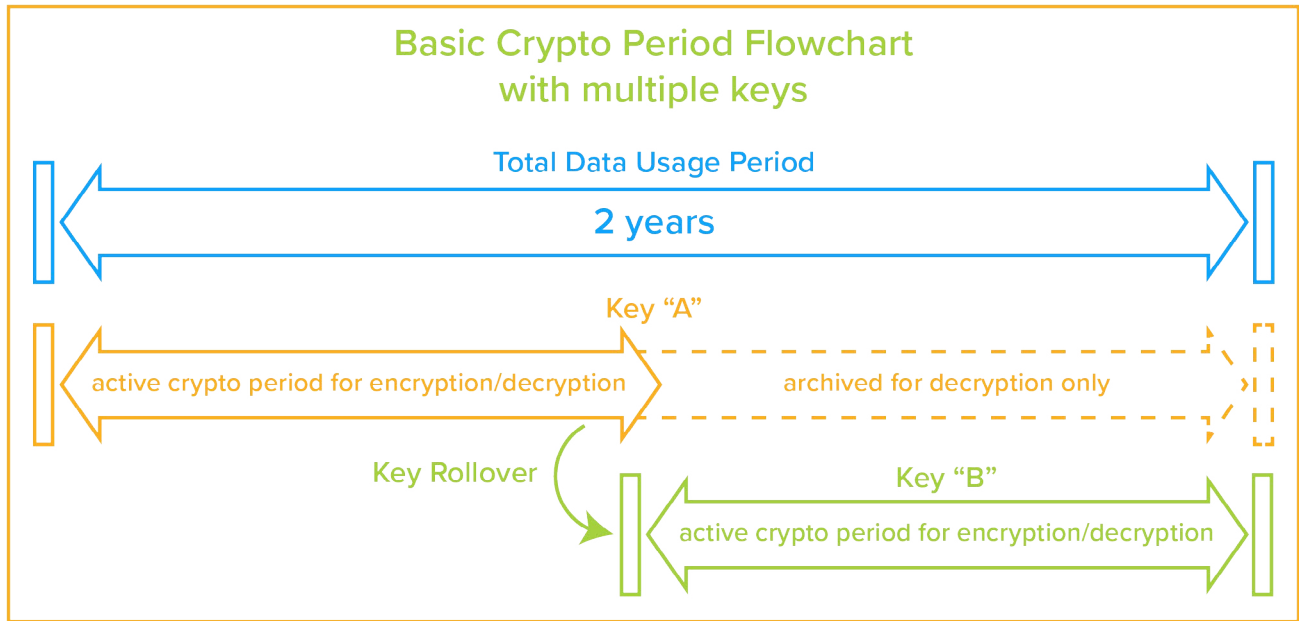 Basic Crypto Period Flowchart
with multiple keys
Total Data Usage Period
2 years
Key “A”
active crypto period for encryption/decryption
archived for decryption only
Key Rollover
Key “B”
active crypto period for encryption/decryption